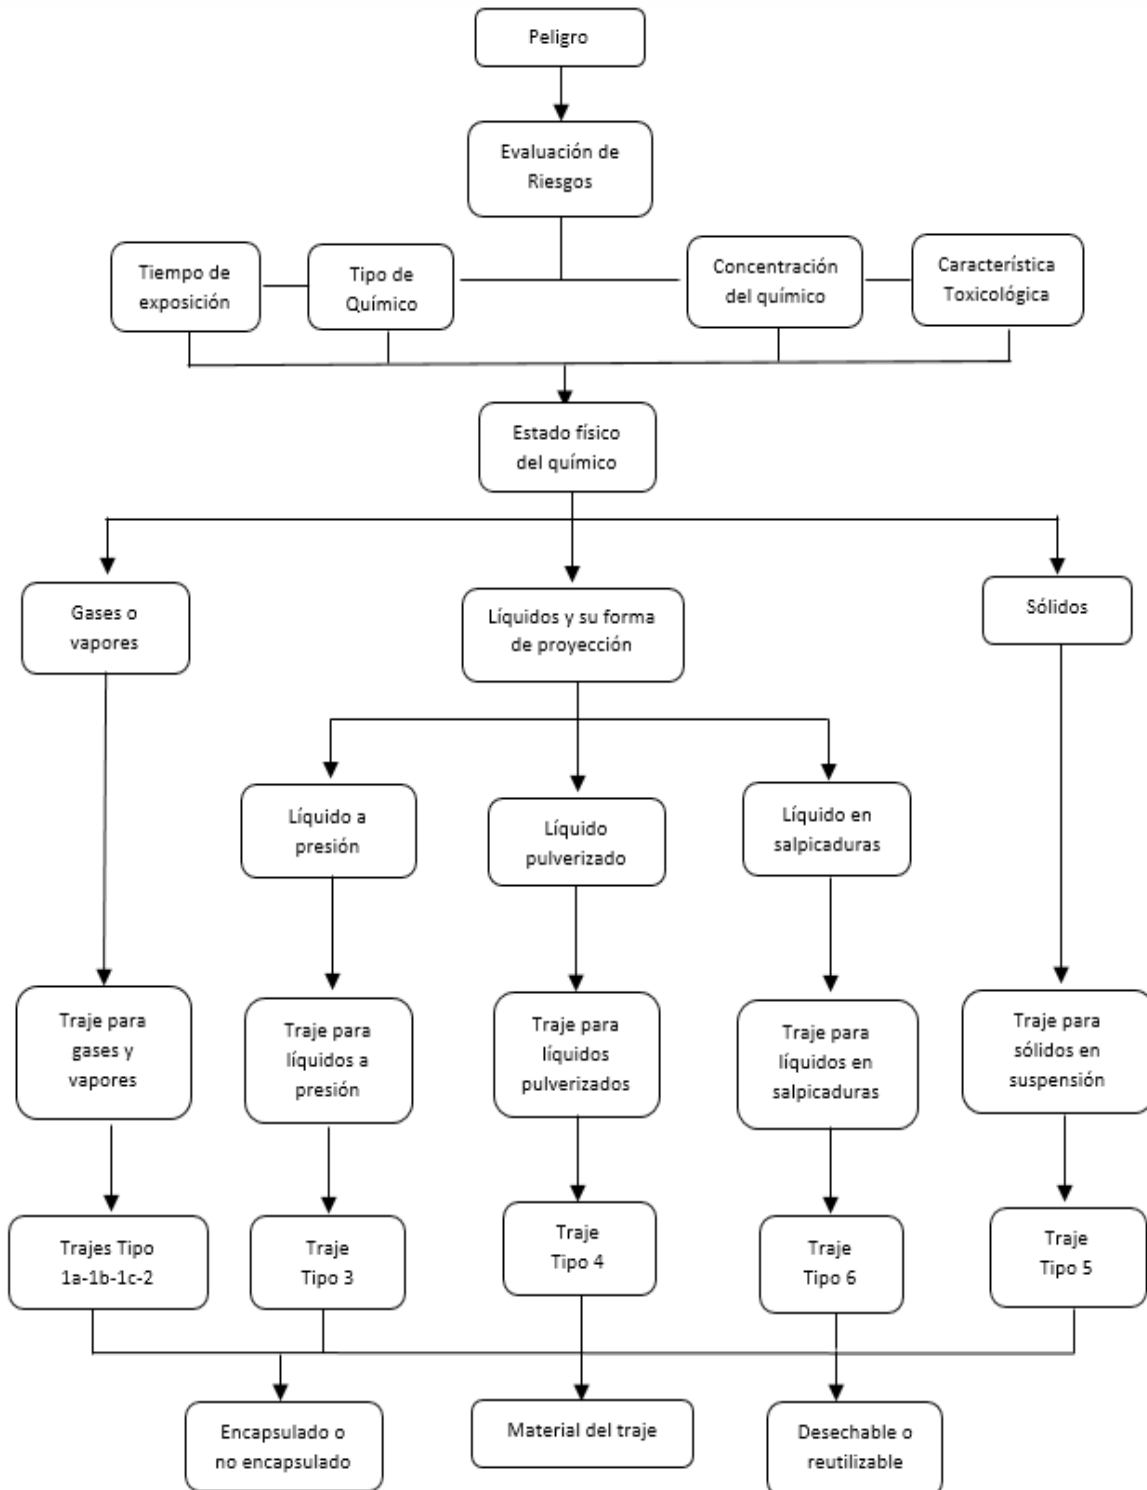 Peligro
Evaluación de
Riesgos
Tiempo de
exposición
Tipo de
Químico
Concentración
del químico
Característica
Toxicológica
Estado físico
del químico
Gases o
vapores
Líquidos y su forma
de proyección
Sólidos
Líquido a
presión
Líquido
pulverizado
Líquido en
salpicaduras
Traje para
gases y
vapores
Traje para
líquidos a
presión
Traje para
líquidos
pulverizados
Traje para
líquidos en
salpicaduras
Traje para
sólidos en
suspensión
Trajes Tipo
1a-1b-1c-2
Traje
Tipo 3
Traje
Tipo 4
Traje
Tipo 6
Traje
Tipo 5
Encapsulado o
no encapsulado
Material del traje
Desechable o
reutilizable